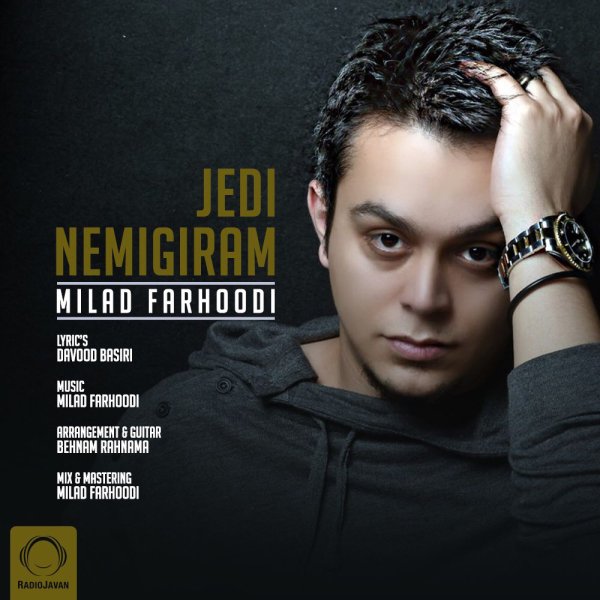 JEDI
NEMIGIRAM
MILAD FARHOODI
LYRIC'S
DAVOOD BASIRI
MUSIC
MILAD FARHOODI
ARRANGEMENT & GUITAR
BEHNAM RAHNAMA
MIX & MASTERING
MILAD FARHOODI
RADIOJAVAN